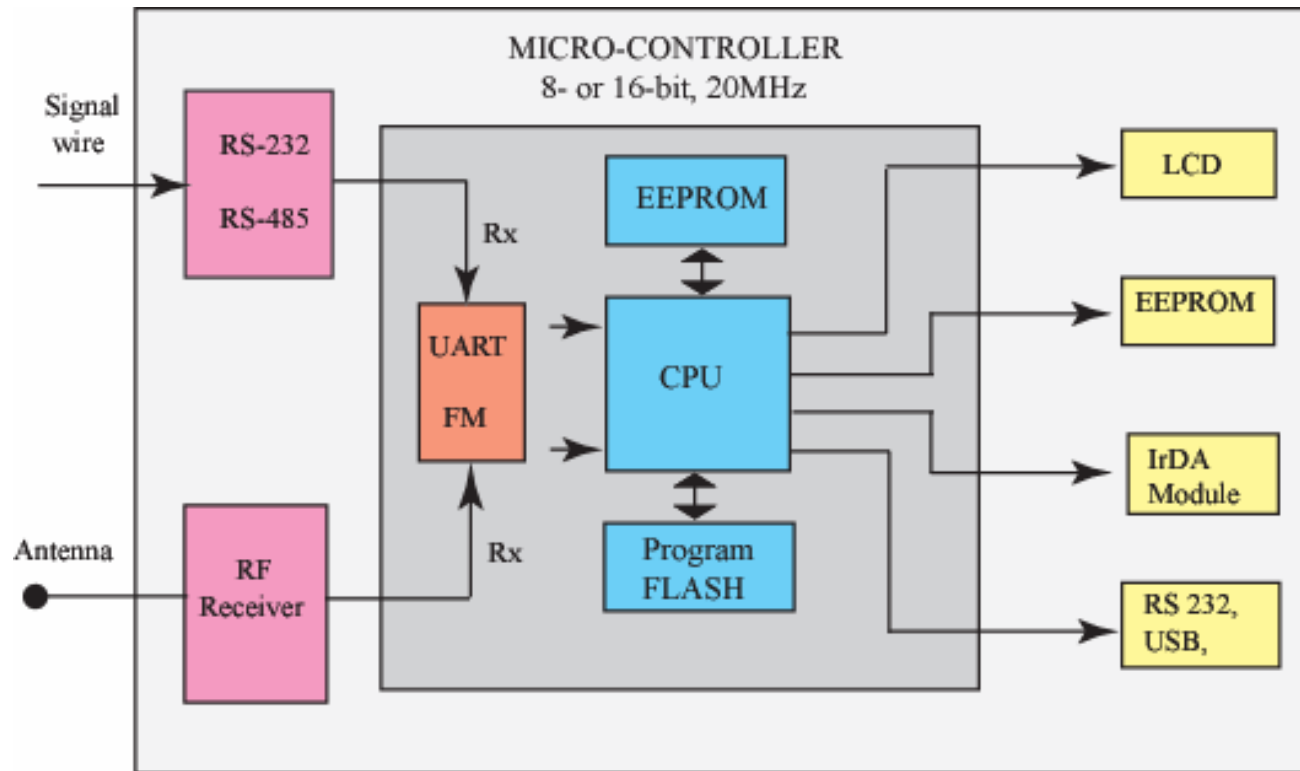 MICRO-CONTROLLER
8- or 16-bit, 20MHz
Signal
wire
RS-232
RS-485
Rx
UART
FM
EEPROM
CPU
Program
FLASH
Antenna
RF
Receiver
Rx
LCD
EEPROM
IrDA
Module
RS 232,
USB,